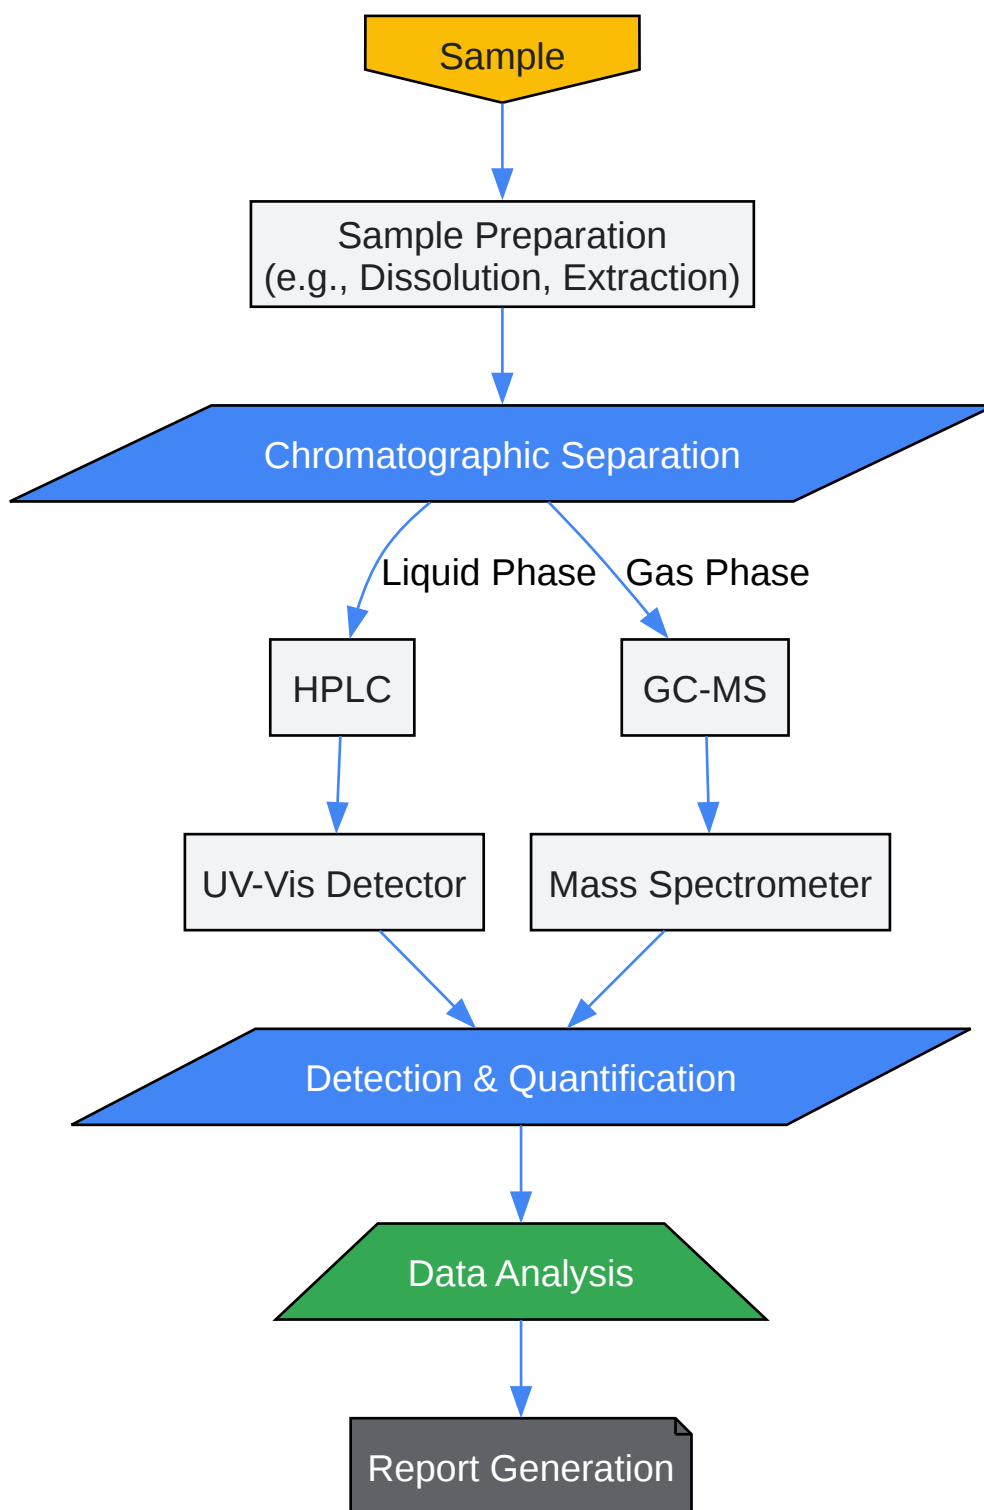 Sample
Sample Preparation
(e.g., Dissolution, Extraction)
Chromatographic Separation
Liquid Phase
Gas Phase
HPLC
GC-MS
UV-Vis Detector
Mass Spectrometer
Detection & Quantification
Data Analysis
Report Generation